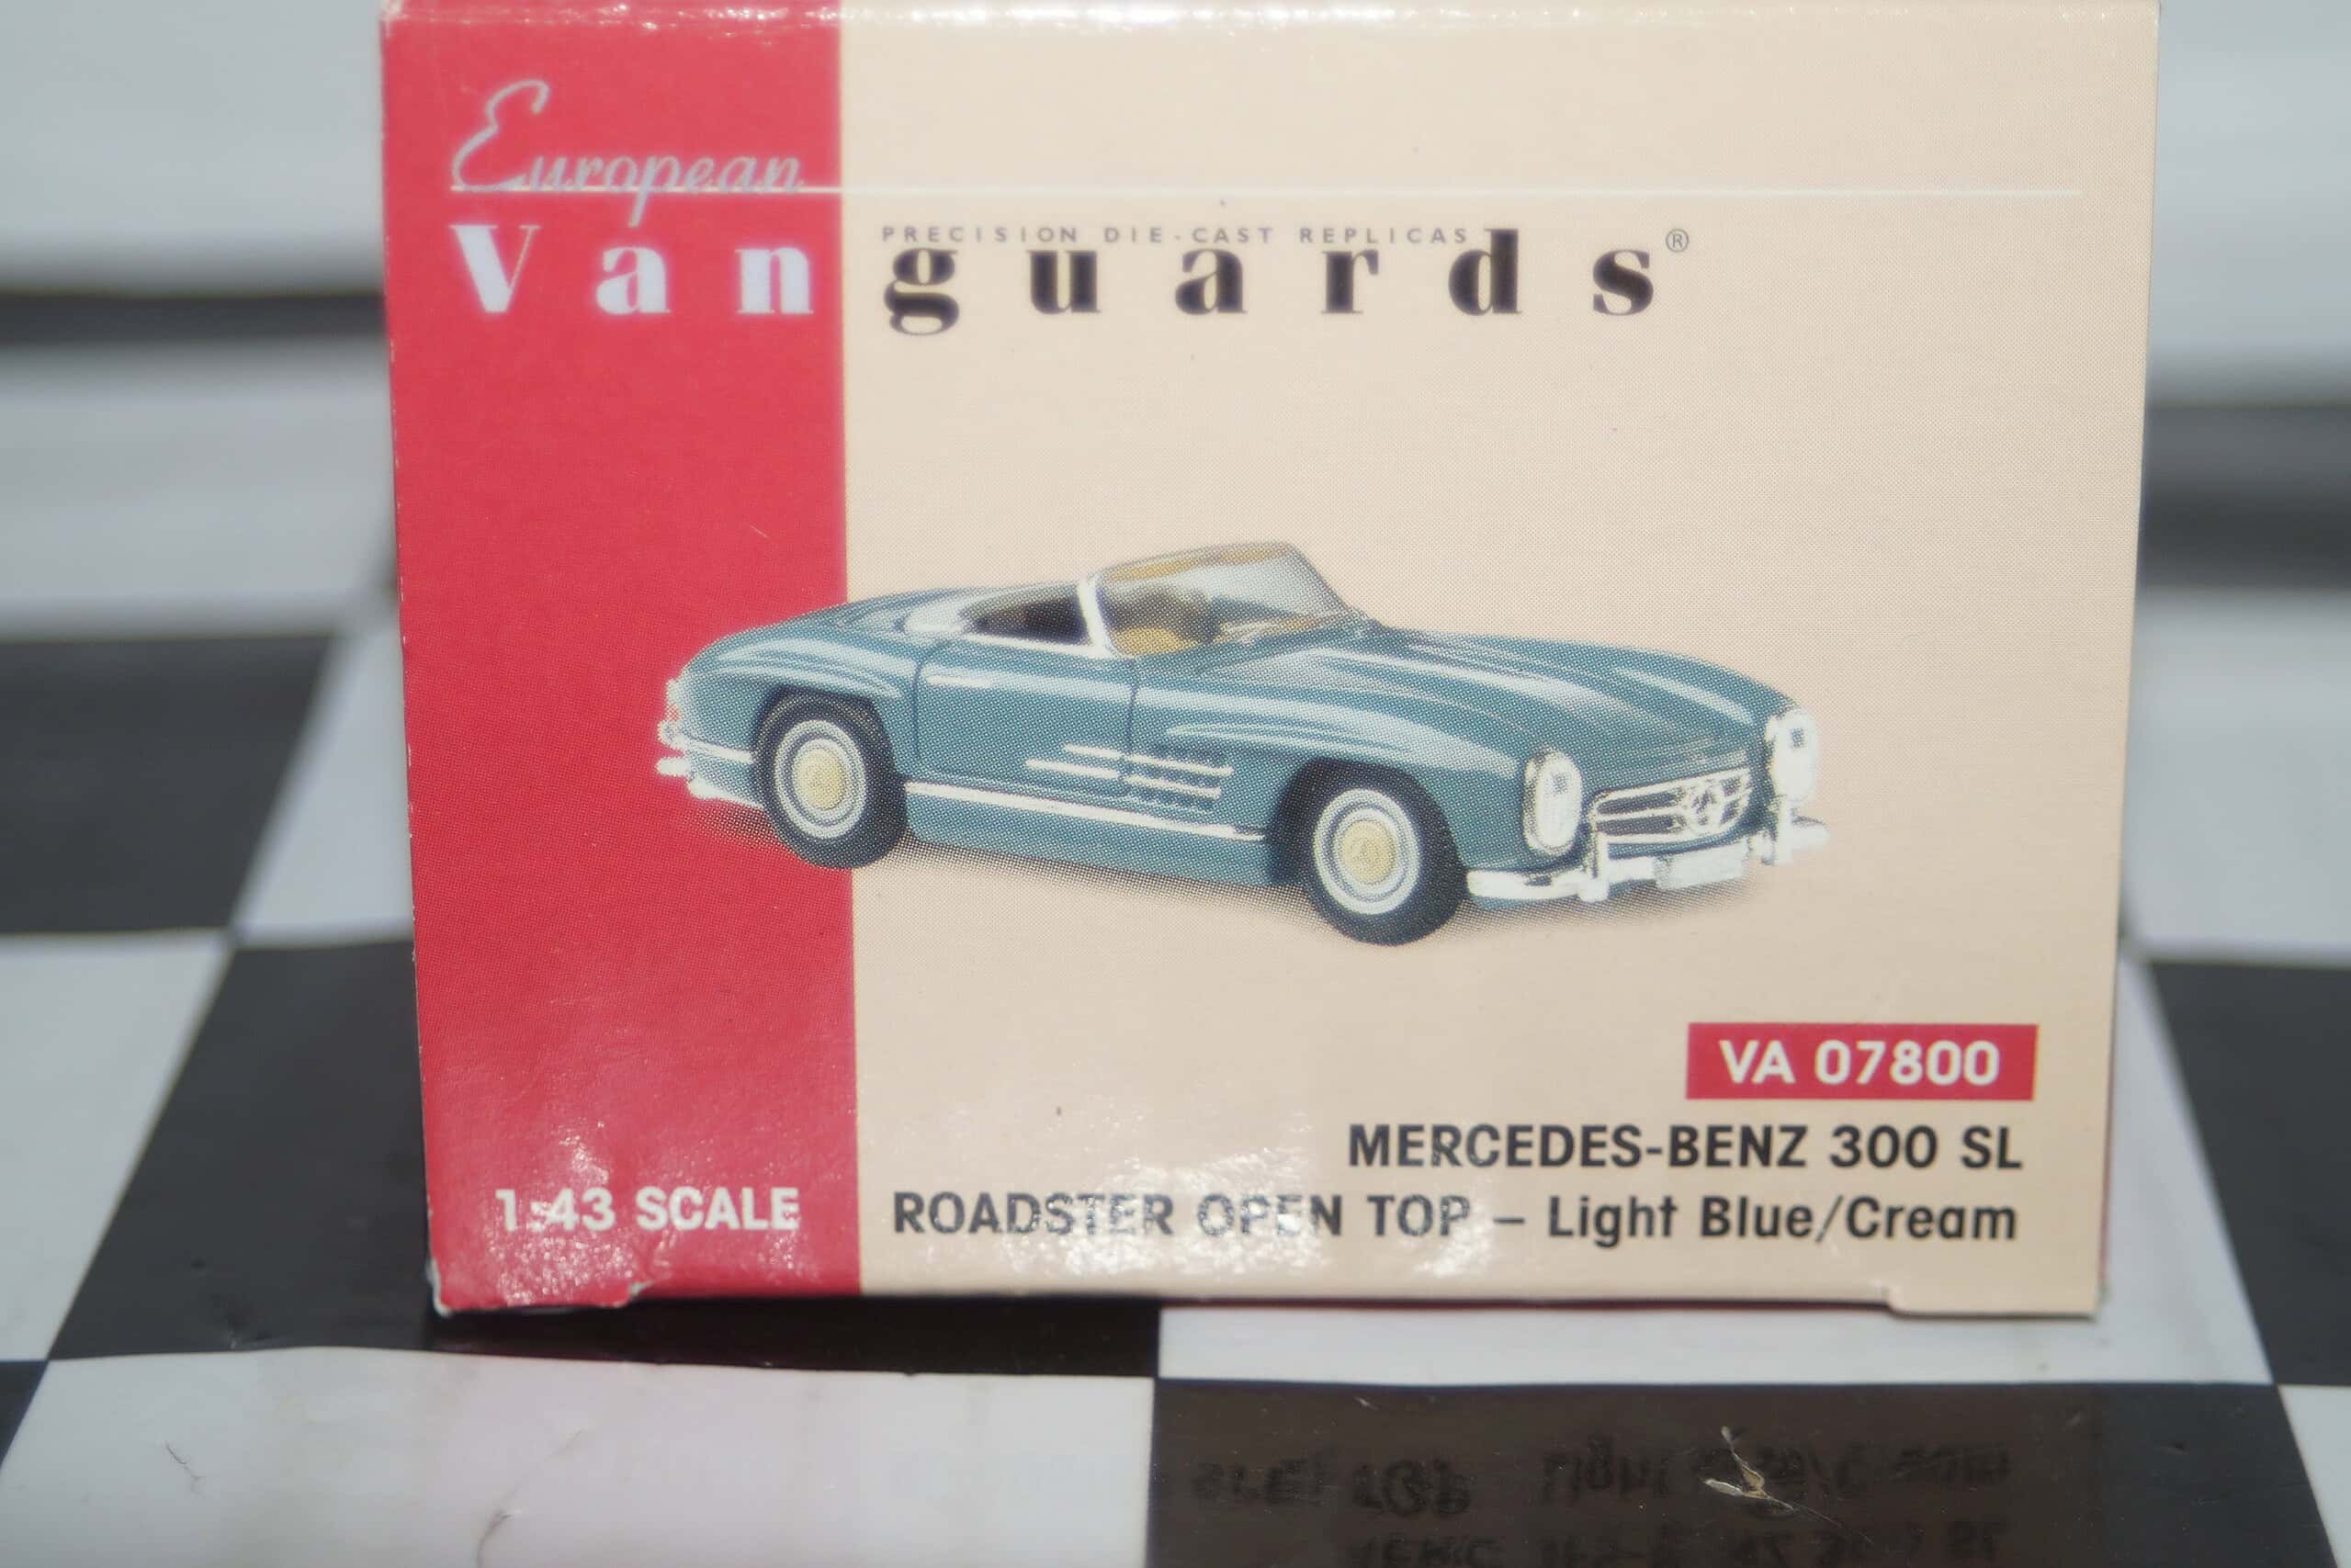 European
PRECISION DIE-CAST REPLICAS
Vanguards®
VA 07800
MERCEDES-BENZ 300 SL
1:43 SCALE
ROADSTER OPEN TOP – Light Blue/Cream